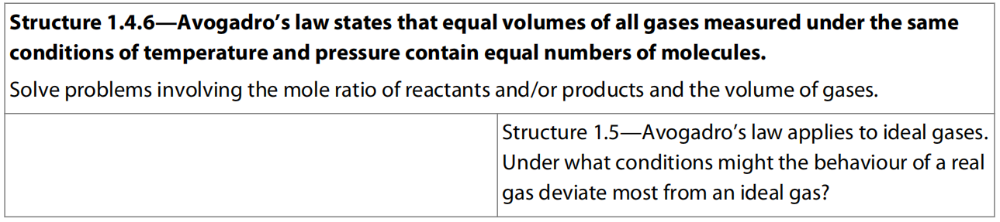 Structure 1.4.6—Avogadro’s law states that equal volumes of all gases measured under the same
conditions of temperature and pressure contain equal numbers of molecules.
Solve problems involving the mole ratio of reactants and/or products and the volume of gases.
Structure 1.5—Avogadro’s law applies to ideal gases.
Under what conditions might the behaviour of a real
gas deviate most from an ideal gas?